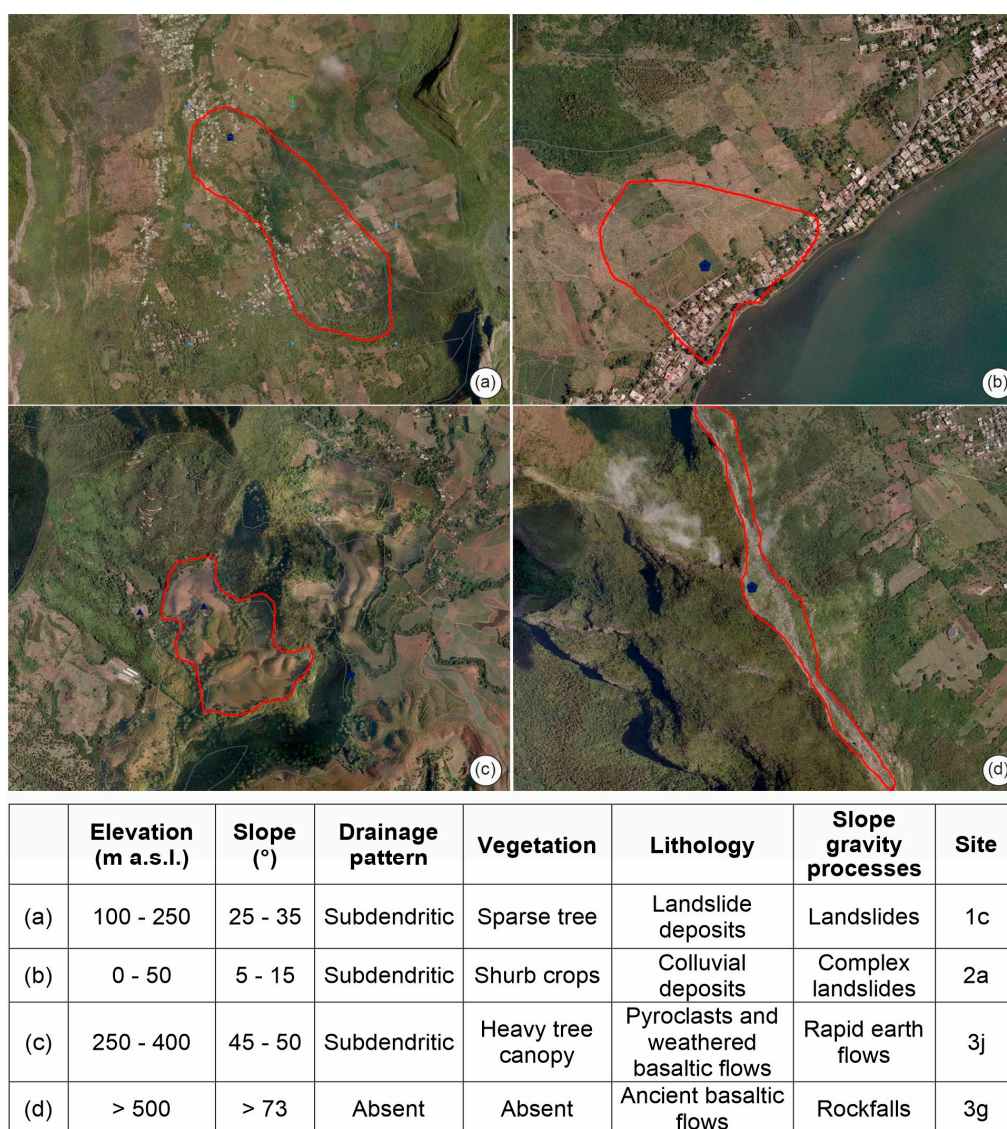 (a)
(b)
(c)
(d)
Elevation (m a.s.l.) Slope (°) Drainage pattern Vegetation Lithology Slope gravity processes Site
(a) 100 - 250 25 - 35 Subdendritic Sparse tree Landslide deposits Landslides 1c
(b) 0 - 50 5 - 15 Subdendritic Shurb crops Colluvial deposits Complex landslides 2a
(c) 250 - 400 45 - 50 Subdendritic Heavy tree canopy Pyroclasts and weathered basaltic flows Rapid earth flows 3j
(d) > 500 > 73 Absent Absent Ancient basaltic flows Rockfalls 3g